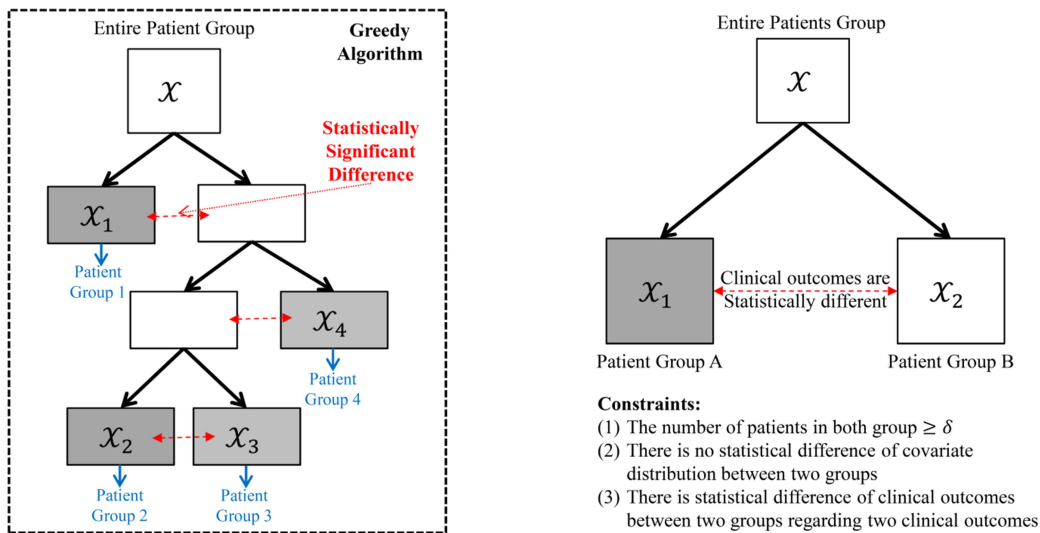 Entire Patient Group
Greedy
Algorithm
𝒳
Statistically
Significant
Difference
𝒳₁
Patient
Group 1
𝒳₄
Patient
Group 4
𝒳₂
𝒳₃
Patient
Group 2
Patient
Group 3
Entire Patients Group
𝒳
𝒳₁
Clinical outcomes are
Statistically different
𝒳₂
Patient Group A
Patient Group B
Constraints:
(1) The number of patients in both group ≥ δ
(2) There is no statistical difference of covariate
distribution between two groups
(3) There is statistical difference of clinical outcomes
between two groups regarding two clinical outcomes